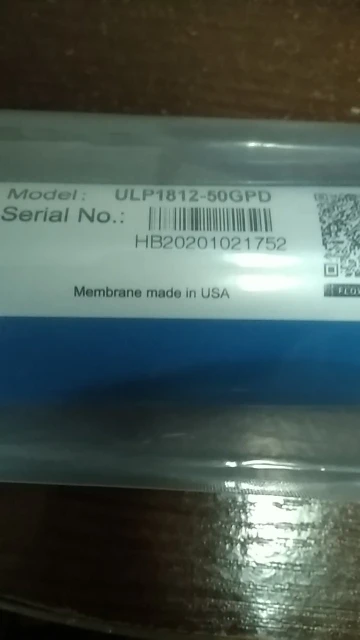 Model: ULP1812-50GPD
Serial No.:
HB20201021752
Membrane made in USA